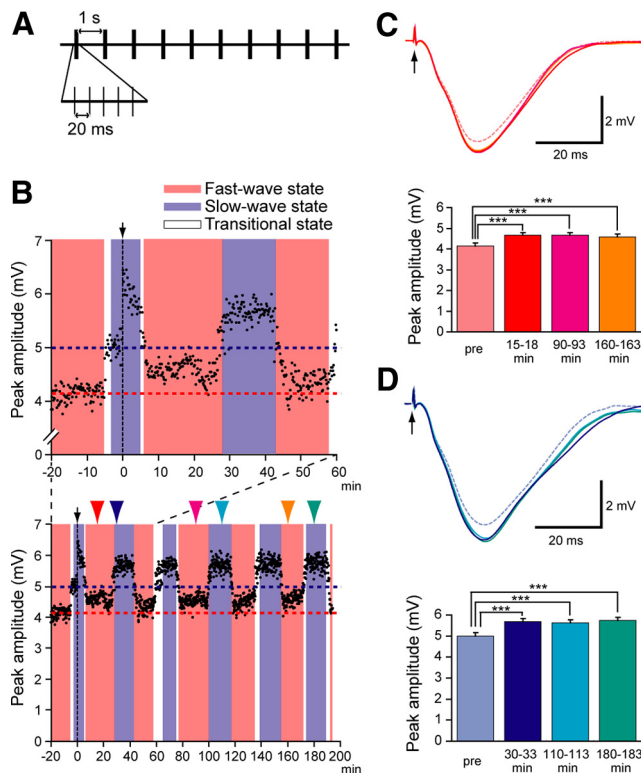 A
1 s
20 ms
B
Fast-wave state
Slow-wave state
Transitional state
Peak amplitude (mV)
7
6
5
4
0
-20 -10 0 10 20 30 40 50 60
min
Peak amplitude (mV)
7
6
5
4
3
2
1
0
-20 0 20 40 60 80 100 120 140 160 180 200
min
C
2 mV
20 ms
Peak amplitude (mV)
6
5
4
3
2
1
0
***
***
***
pre 15-18 min 90-93 min 160-163 min
D
2 mV
20 ms
Peak amplitude (mV)
6
5
4
3
2
1
0
***
***
***
pre 30-33 min 110-113 min 180-183 min